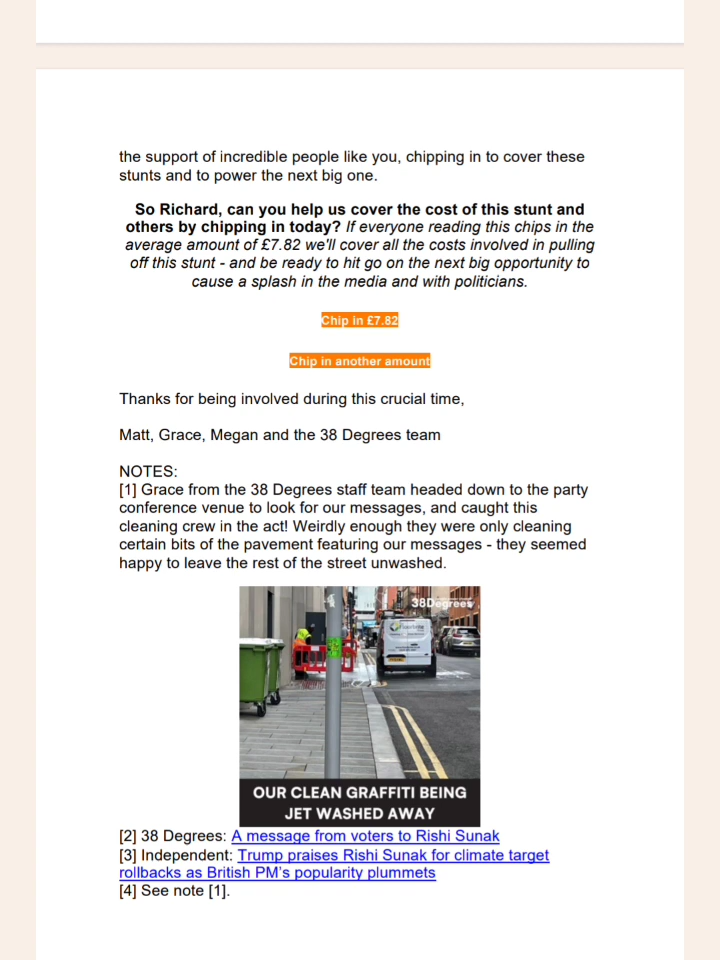 the support of incredible people like you, chipping in to cover these
stunts and to power the next big one.
So Richard, can you help us cover the cost of this stunt and
others by chipping in today? If everyone reading this chips in the
average amount of £7.82 we'll cover all the costs involved in pulling
off this stunt - and be ready to hit go on the next big opportunity to
cause a splash in the media and with politicians.
Chip in £7.82
Chip in another amount
Thanks for being involved during this crucial time,
Matt, Grace, Megan and the 38 Degrees team
NOTES:
[1] Grace from the 38 Degrees staff team headed down to the party
conference venue to look for our messages, and caught this
cleaning crew in the act! Weirdly enough they were only cleaning
certain bits of the pavement featuring our messages - they seemed
happy to leave the rest of the street unwashed.
38Degrees
OUR CLEAN GRAFFITI BEING
JET WASHED AWAY
[2] 38 Degrees: A message from voters to Rishi Sunak
[3] Independent: Trump praises Rishi Sunak for climate target
rollbacks as British PM's popularity plummets
[4] See note [1].